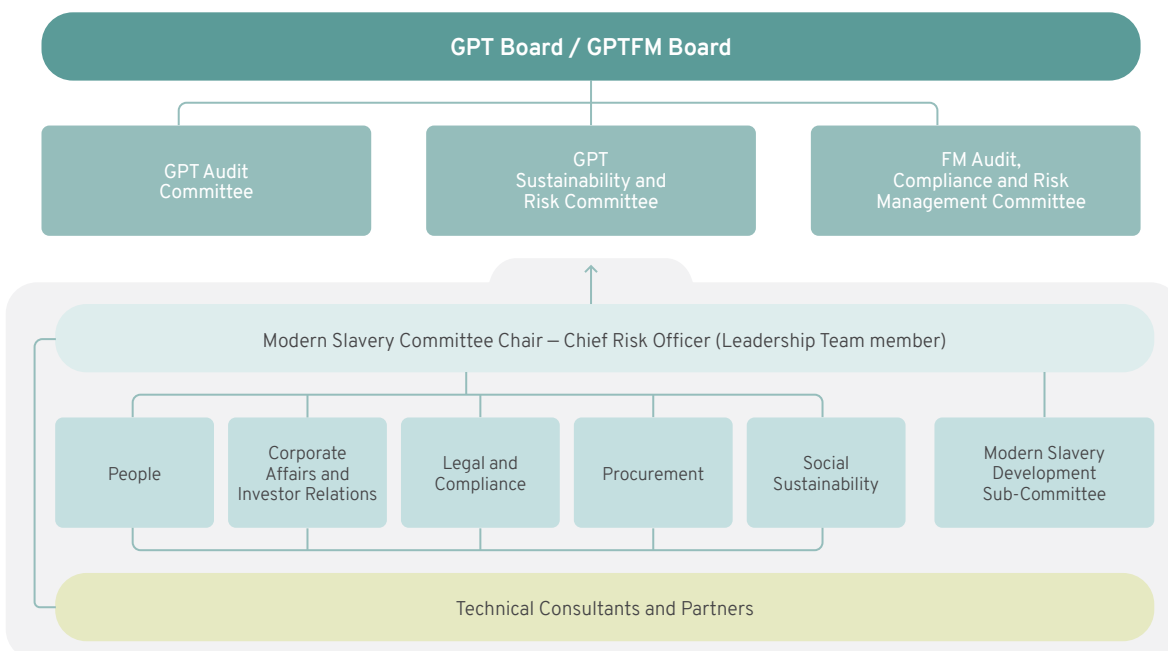 GPT Board / GPTFM Board
GPT Audit
Committee
GPT
Sustainability and
Risk Committee
FM Audit,
Compliance and Risk
Management Committee
Modern Slavery Committee Chair – Chief Risk Officer (Leadership Team member)
People
Corporate
Affairs and
Investor Relations
Legal and
Compliance
Procurement
Social
Sustainability
Modern Slavery
Development
Sub-Committee
Technical Consultants and Partners